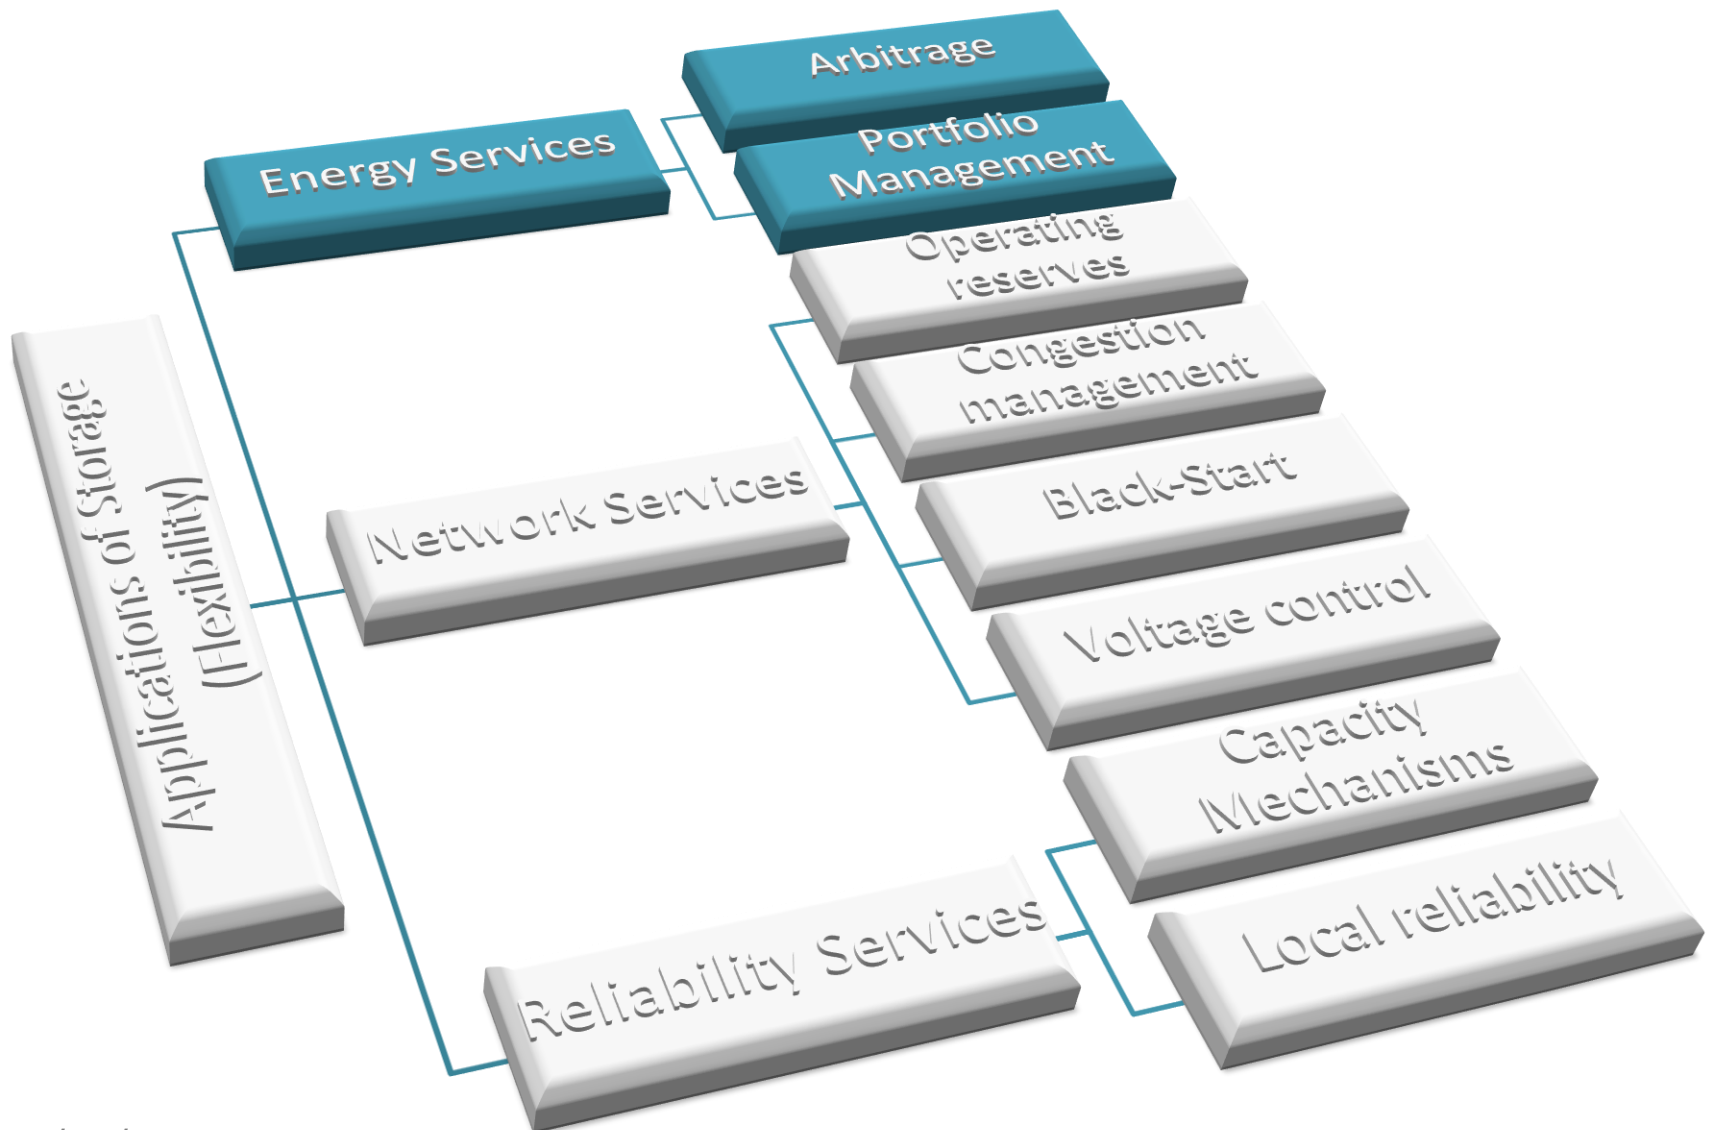 Arbitrage
Energy Services
Portfolio
Management
Operating
reserves
Congestion
management
Applications of Storage
(Flexibility)
Network Services
Black-Start
Voltage control
Capacity
Mechanisms
Reliability Services
Local reliability